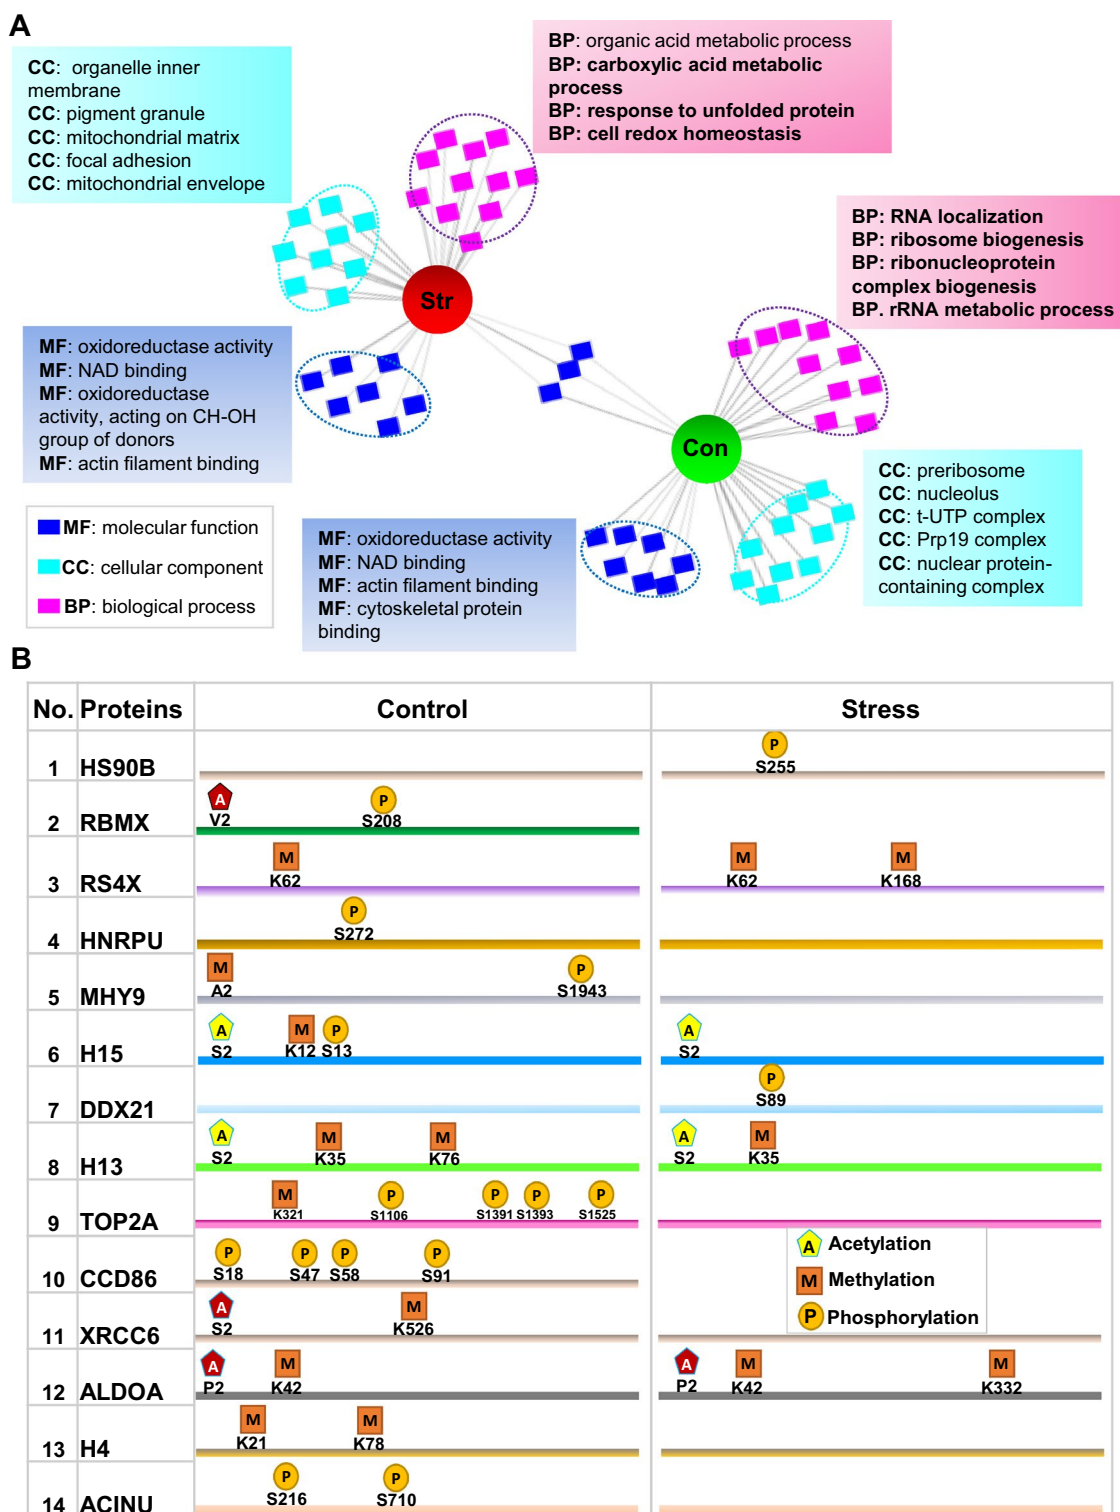 A
CC: organelle inner
membrane
CC: pigment granule
CC: mitochondrial matrix
CC: focal adhesion
CC: mitochondrial envelope
BP: organic acid metabolic process
BP: carboxylic acid metabolic
process
BP: response to unfolded protein
BP: cell redox homeostasis
BP: RNA localization
BP: ribosome biogenesis
BP: ribonucleoprotein
complex biogenesis
BP. rRNA metabolic process
Str
MF: oxidoreductase activity
MF: NAD binding
MF: oxidoreductase
activity, acting on CH-OH
group of donors
MF: actin filament binding
Con
CC: preribosome
CC: nucleolus
CC: t-UTP complex
CC: Prp19 complex
CC: nuclear protein-
containing complex
MF: molecular function
CC: cellular component
BP: biological process
MF: oxidoreductase activity
MF: NAD binding
MF: actin filament binding
MF: cytoskeletal protein
binding
B
No. Proteins Control Stress
P
1 HS90B S255
A P
2 RBMX V2 S208
M M M
3 RS4X K62 K62 K168
P
4 HNRPU S272
M P
5 MHY9 A2 S1943
A M P A
6 H15 S2 K12 S13 S2
P
7 DDX21 S89
A M M A M
8 H13 S2 K35 K76 S2 K35
M P P P P
9 TOP2A K321 S1106 S1391 S1393 S1525
A Acetylation
M Methylation
P Phosphorylation
P P P P
10 CCD86 S18 S47 S58 S91
A M
11 XRCC6 S2 K526
A M A M M
12 ALDOA P2 K42 P2 K42 K332
M M
13 H4 K21 K78
P P
14 ACINU S216 S710